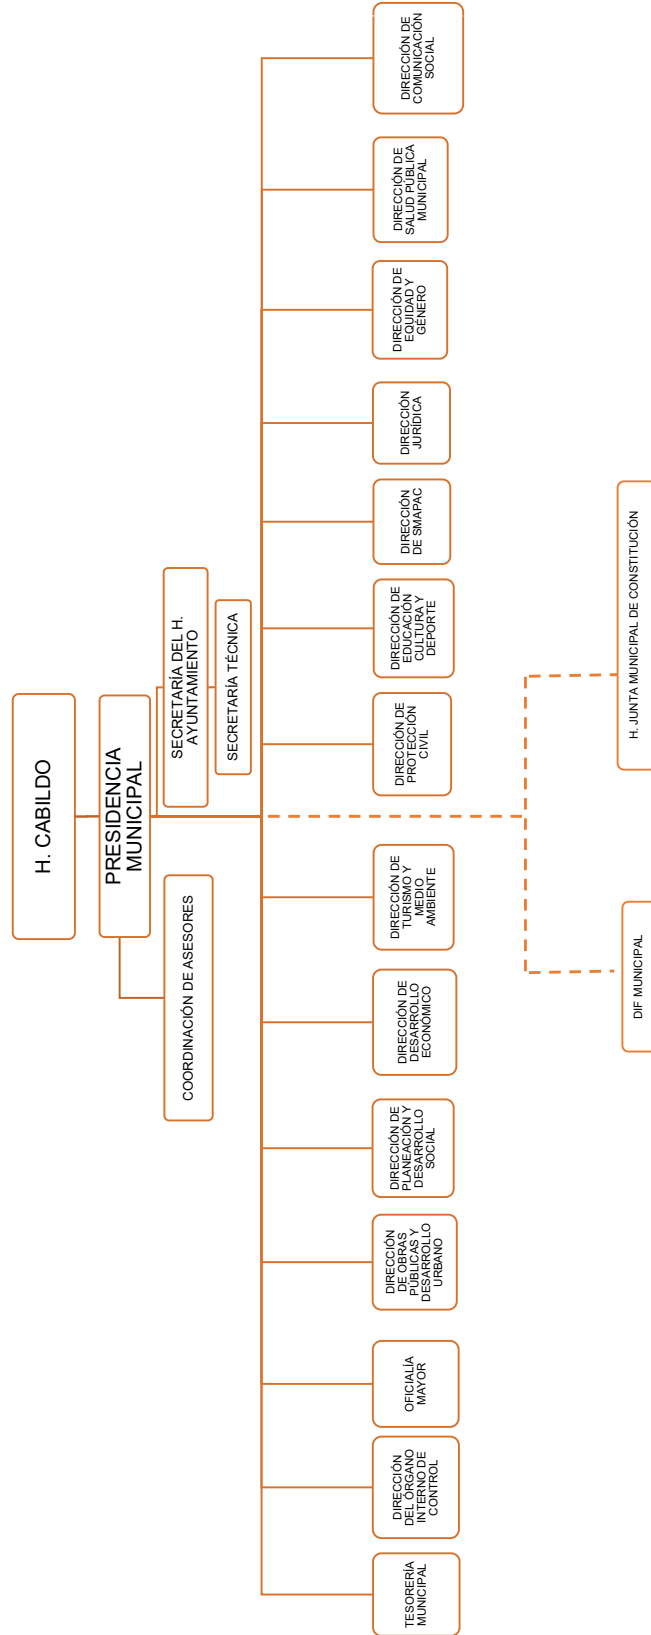 H. CABILDO
PRESIDENCIA
MUNICIPAL
COORDINACIÓN DE ASESORES
SECRETARÍA DEL H.
AYUNTAMIENTO
SECRETARÍA TÉCNICA
TESORERÍA
MUNICIPAL
DIRECCIÓN
DEL ÓRGANO
INTERNO DE
CONTROL
OFICIALÍA
MAYOR
DIRECCIÓN
DE OBRAS
PÚBLICAS Y
DESARROLLO
URBANO
DIRECCIÓN DE
PLANEACIÓN Y
DESARROLLO
SOCIAL
DIRECCIÓN DE
DESARROLLO
ECONÓMICO
DIRECCIÓN DE
TURISMO Y
MEDIO
AMBIENTE
DIRECCIÓN DE
PROTECCIÓN
CIVIL
DIRECCIÓN DE
EDUCACIÓN
CULTURA Y
DEPORTE
DIRECCIÓN
DE SMAPAC
DIRECCIÓN
JURÍDICA
DIRECCIÓN DE
EQUIDAD Y
GÉNERO
DIRECCIÓN DE
SALUD PÚBLICA
MUNICIPAL
DIRECCIÓN DE
COMUNICACIÓN
SOCIAL
DIF MUNICIPAL
H. JUNTA MUNICIPAL DE CONSTITUCIÓN